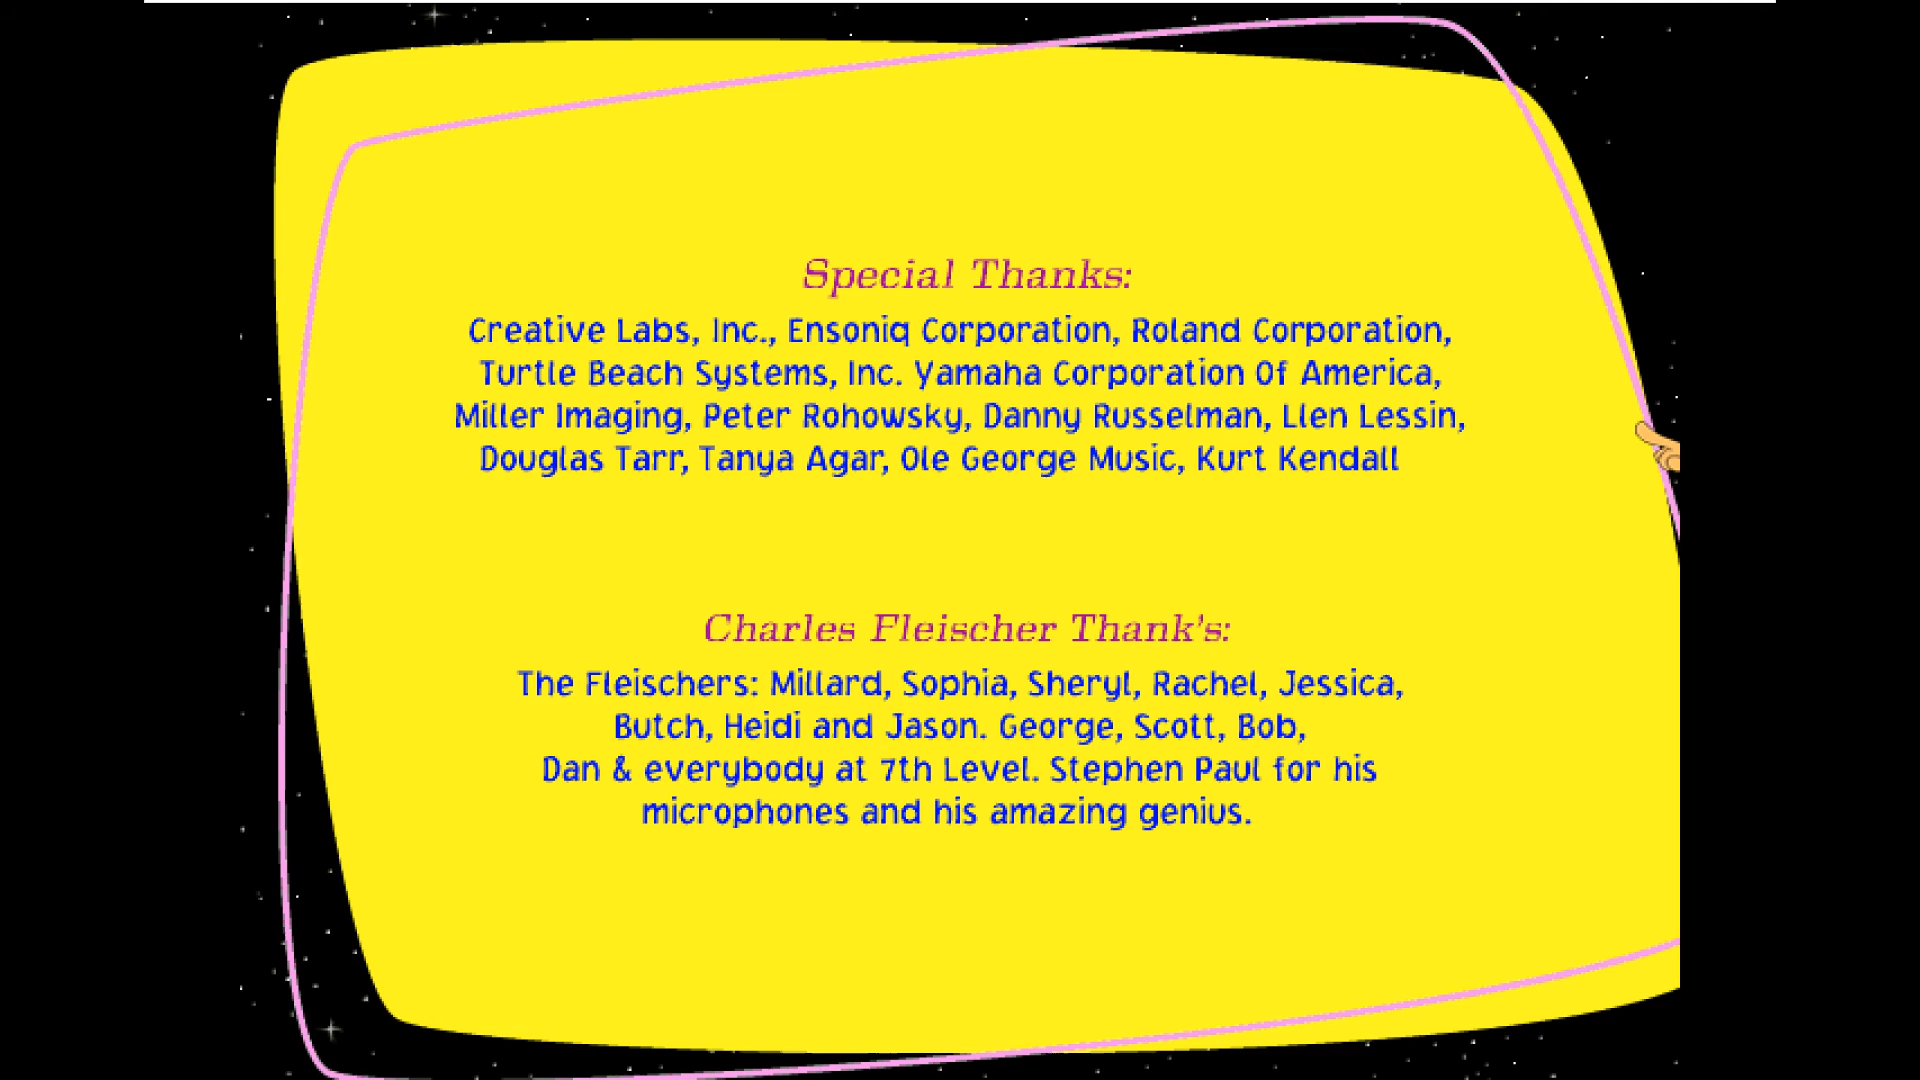 Special Thanks:
Creative Labs, Inc., Ensoniq Corporation, Roland Corporation,
Turtle Beach Systems, Inc. Yamaha Corporation Of America,
Miller Imaging, Peter Rohowsky, Danny Russelman, Llen Lessin,
Douglas Tarr, Tanya Agar, Ole George Music, Kurt Kendall
Charles Fleischer Thank's:
The Fleischers: Millard, Sophia, Sheryl, Rachel, Jessica,
Butch, Heidi and Jason. George, Scott, Bob,
Dan & everybody at 7th Level. Stephen Paul for his
microphones and his amazing genius.